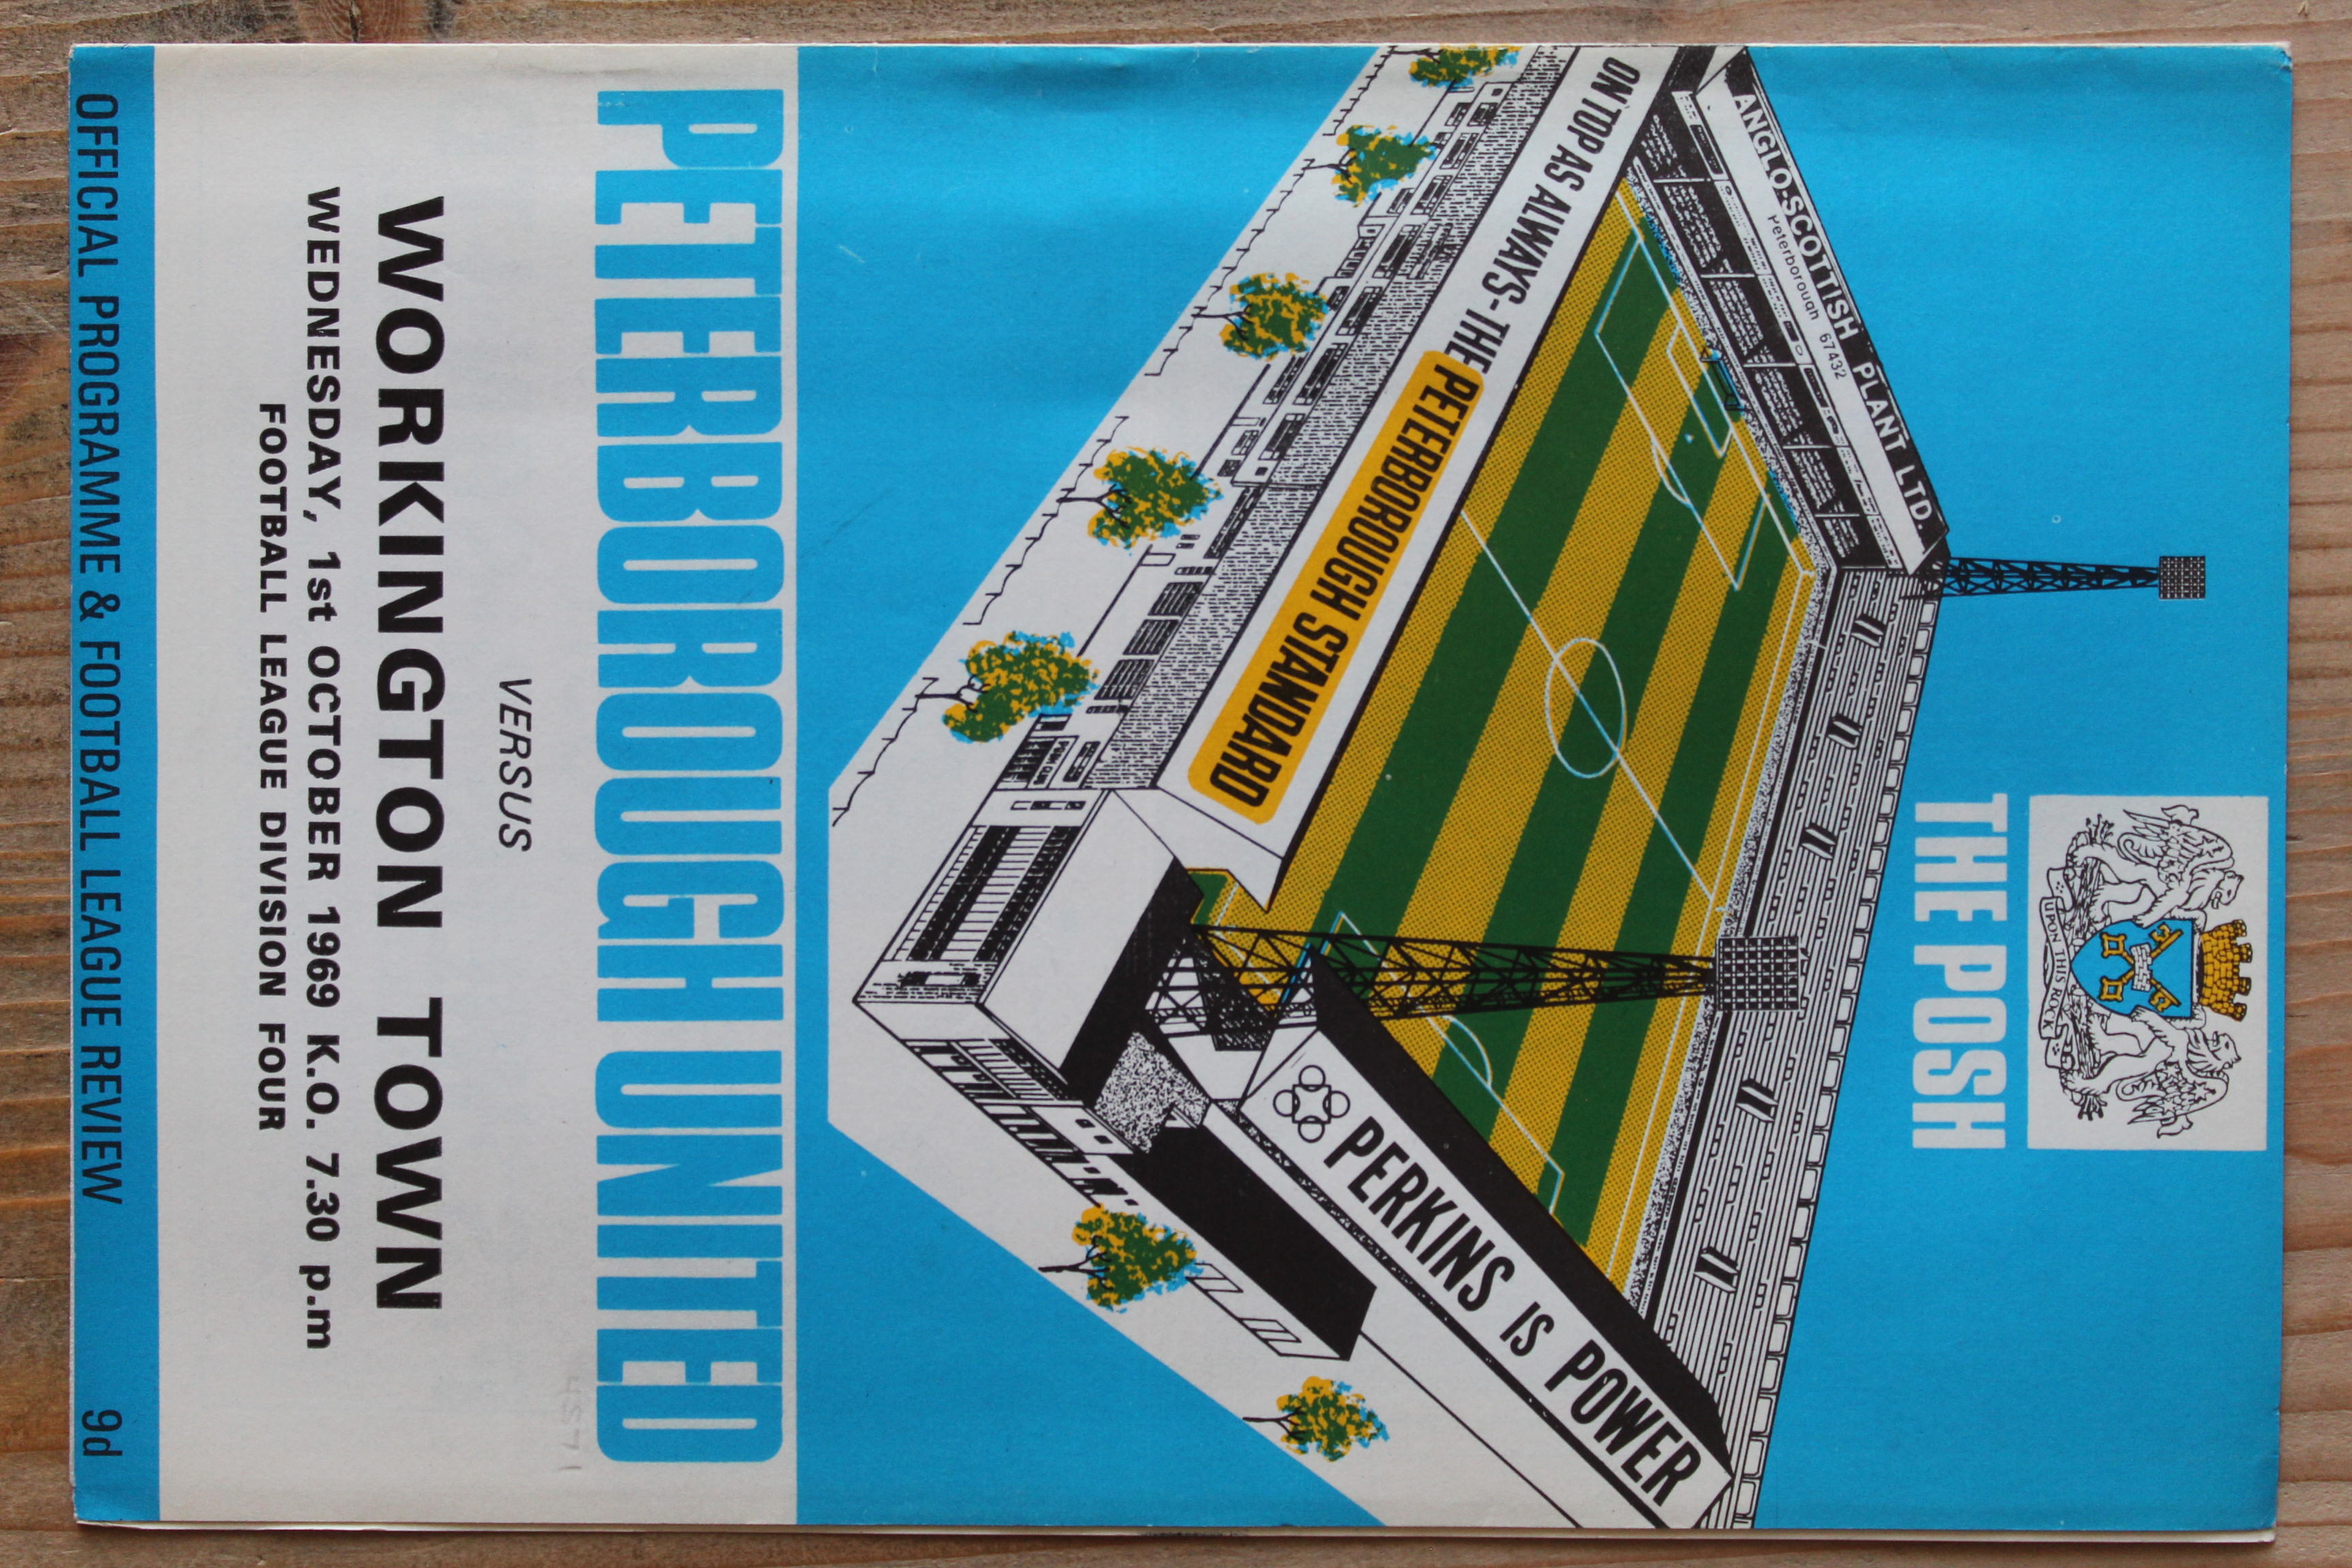 UPON THIS ROCK
THE POSH
ANGLO-SCOTTISH PLANT LTD.
Peterborough 67432
ON TOP AS ALWAYS - THE PETERBOROUGH STANDARD
PERKINS IS POWER
PETERBOROUGH UNITED
VERSUS
WORKINGTON TOWN
WEDNESDAY, 1st OCTOBER 1969 K.O. 7.30 p.m
FOOTBALL LEAGUE DIVISION FOUR
OFFICIAL PROGRAMME & FOOTBALL LEAGUE REVIEW 9d